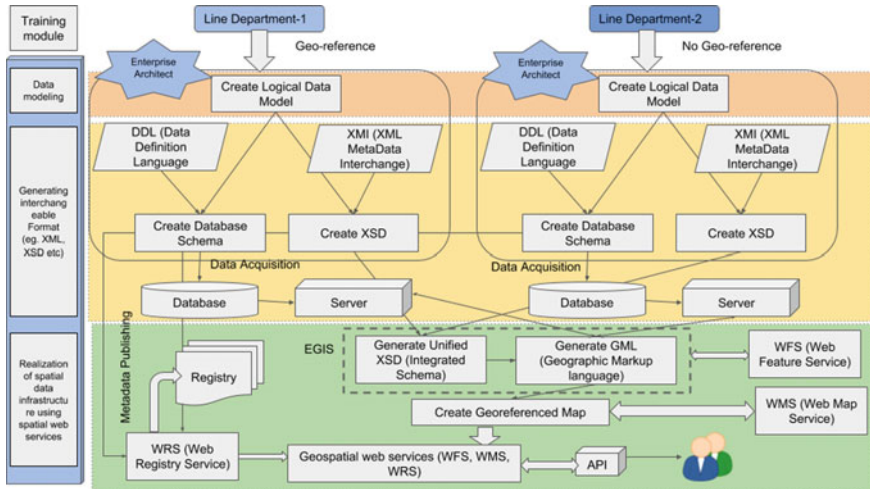 Training
module
Line Department-1
Line Department-2
Geo-reference
No Geo-reference
Enterprise
Architect
Enterprise
Architect
Data
modeling
Create Logical Data
Model
Create Logical Data
Model
DDL (Data
Definition
Language
XMI (XML
MetaData
Interchange)
DDL (Data
Definition
Language
XMI (XML
MetaData
Interchange)
Generating
interchang
eable
Format
(eg. XML,
XSD etc)
Create Database
Schema
Create XSD
Create Database
Schema
Create XSD
Data Acquisition
Data Acquisition
Database
Server
Database
Server
Metadata Publishing
Realization
of spatial
data
infrastructu
re using
spatial web
services
EGIS
Generate Unified
XSD (Integrated
Schema)
Generate GML
(Geographic Markup
language)
WFS (Web
Feature Service)
Registry
Create Georeferenced Map
WMS (Web Map
Service)
WRS (Web
Registry Service)
Geospatial web services (WFS, WMS,
WRS)
API